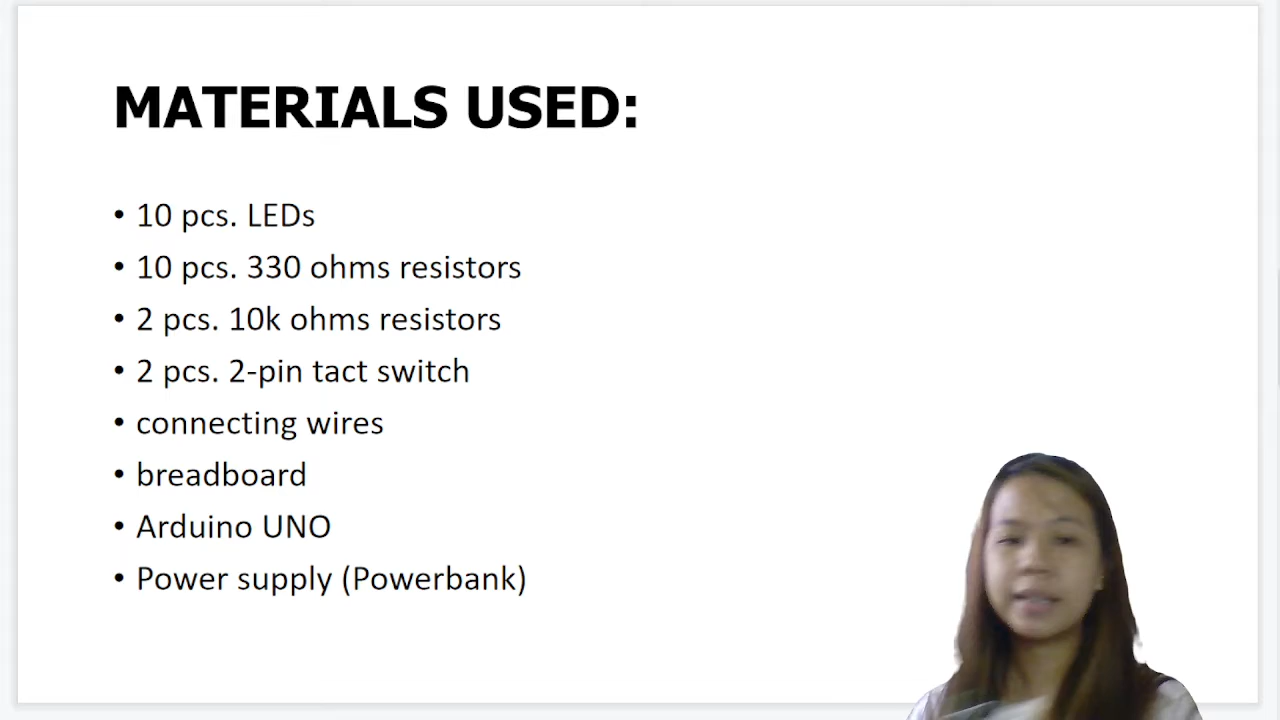 MATERIALS USED:
• 10 pcs. LEDs
• 10 pcs. 330 ohms resistors
• 2 pcs. 10k ohms resistors
• 2 pcs. 2-pin tact switch
• connecting wires
• breadboard
• Arduino UNO
• Power supply (Powerbank)